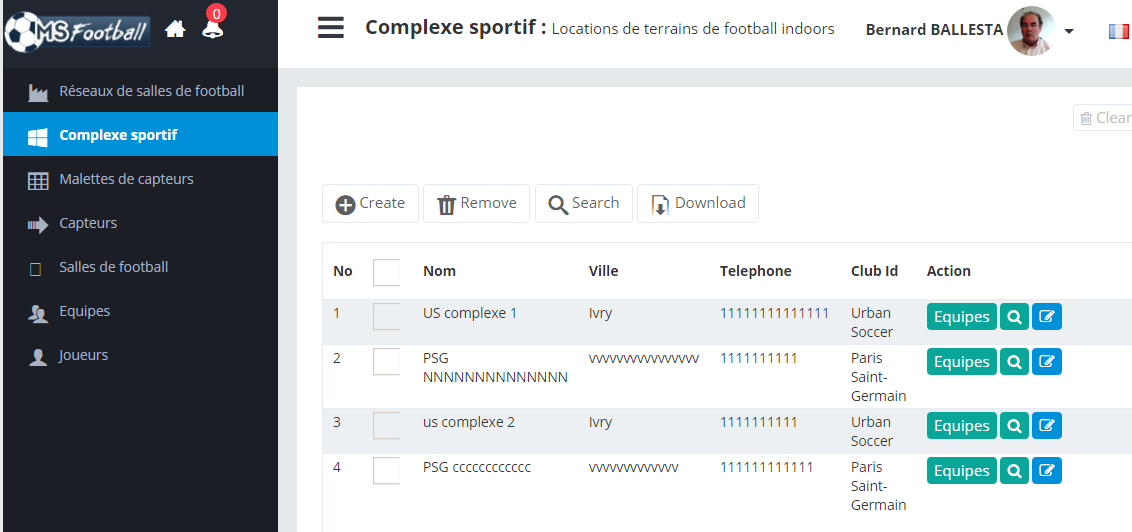 MS Football
0
Complexe sportif : Locations de terrains de football indoors
Bernard BALLESTA
Réseaux de salles de football
Complexe sportif
Malettes de capteurs
Capteurs
Salles de football
Equipes
Joueurs
Clear
Create Remove Search Download
No Nom Ville Telephone Club Id Action
1 US complexe 1 Ivry 11111111111111 Urban Equipes
Soccer
2 PSG vvvvvvvvvvvvvvvv 1111111111 Paris Equipes
NNNNNNNNNNNNNN Saint-
Germain
3 us complexe 2 Ivry 1111111111 Urban Equipes
Soccer
4 PSG cccccccccccc vvvvvvvvvvvvv 111111111111 Paris Equipes
Saint-
Germain